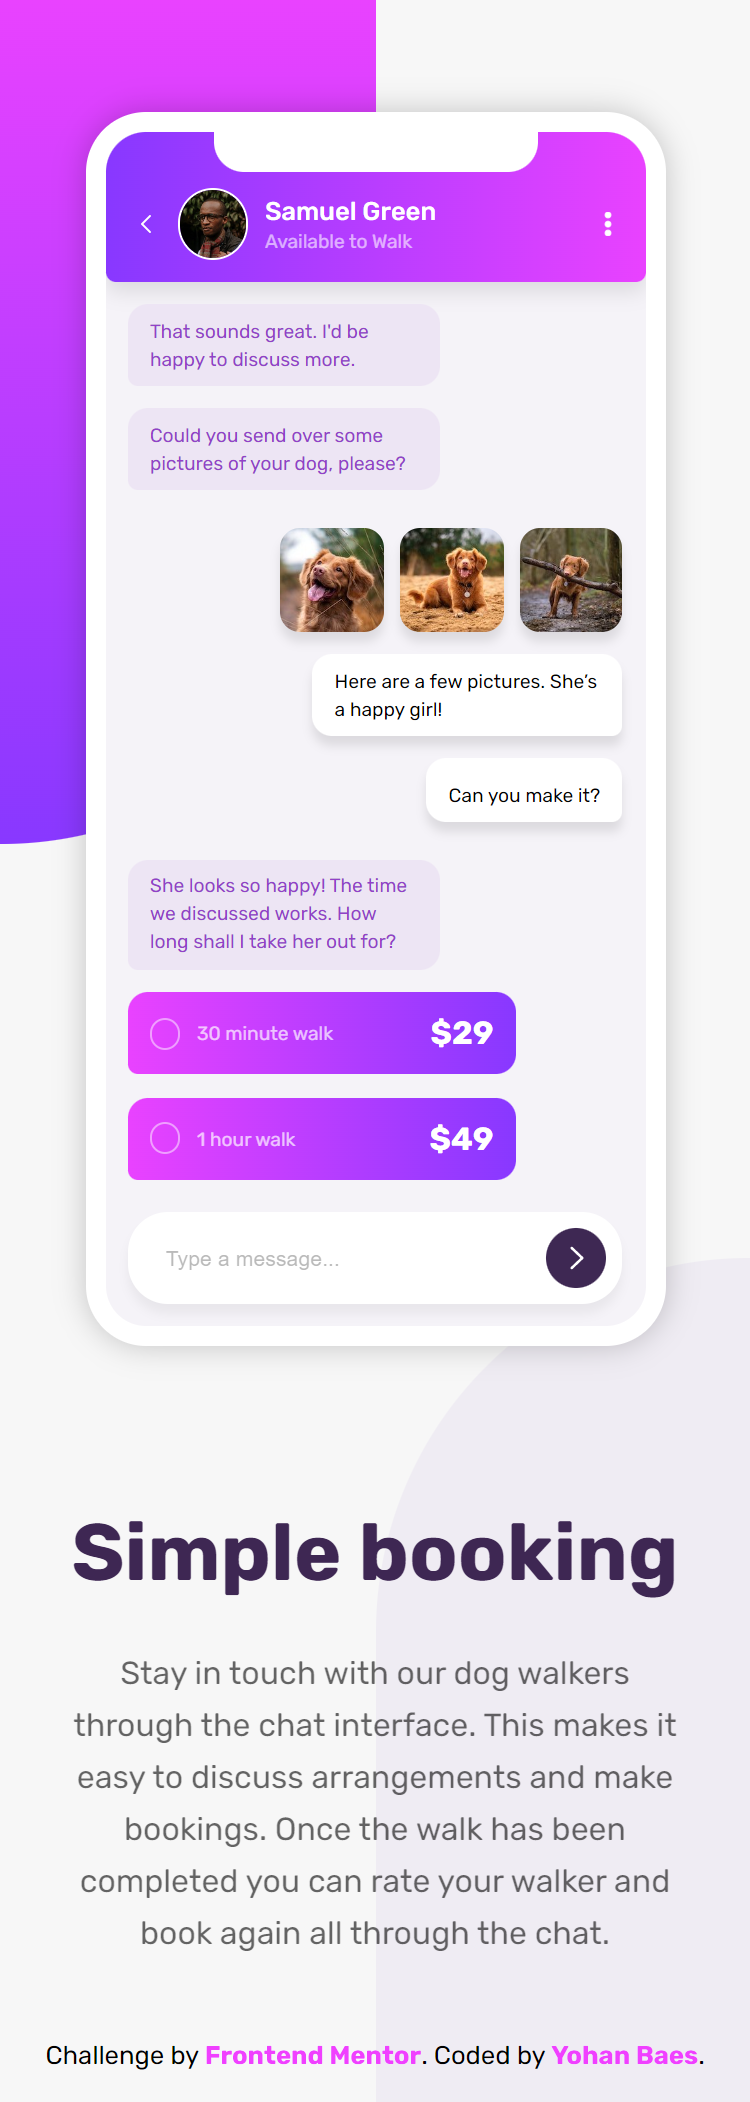 Samuel Green
Available to Walk
That sounds great. I'd be
happy to discuss more.
Could you send over some
pictures of your dog, please?
Here are a few pictures. She’s
a happy girl!
Can you make it?
She looks so happy! The time
we discussed works. How
long shall I take her out for?
30 minute walk $29
1 hour walk $49
Type a message...
Simple booking
Stay in touch with our dog walkers
through the chat interface. This makes it
easy to discuss arrangements and make
bookings. Once the walk has been
completed you can rate your walker and
book again all through the chat.
Challenge by Frontend Mentor. Coded by Yohan Baes.